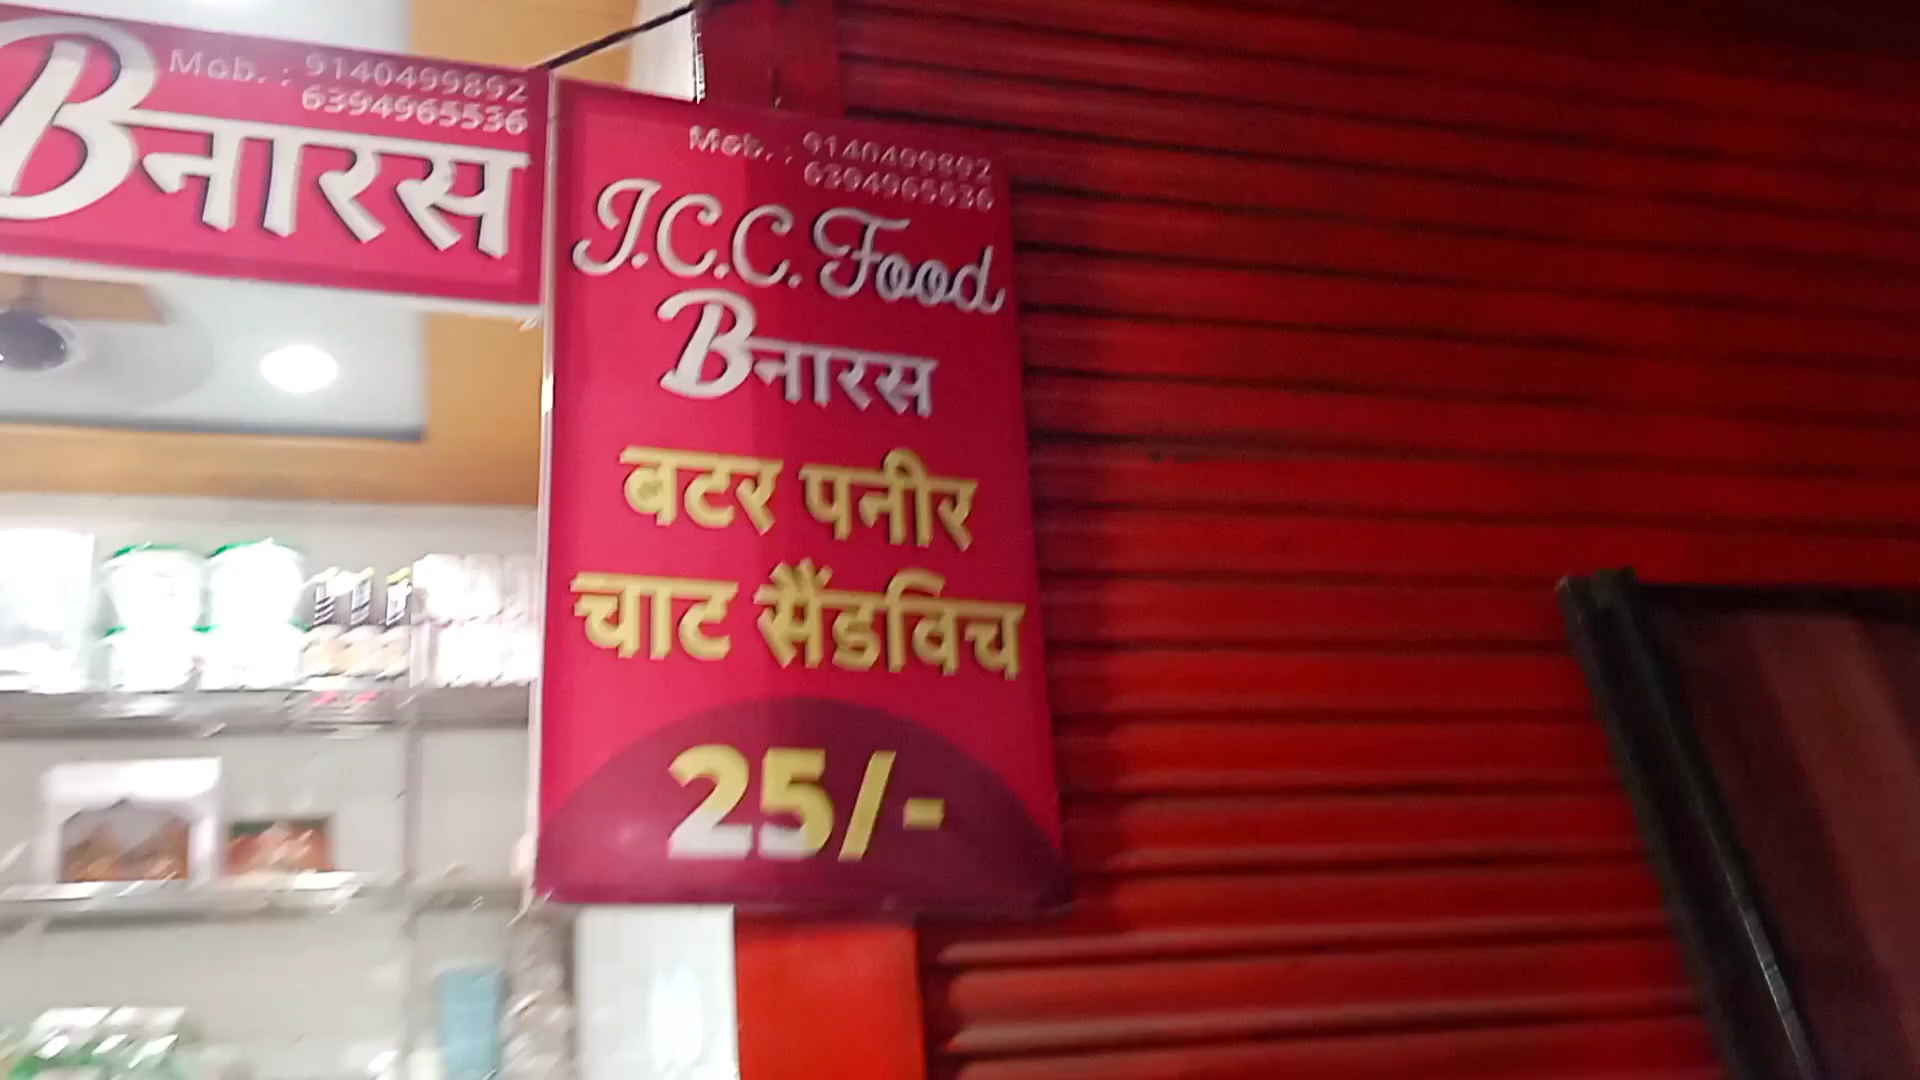 Mob. : 9140499892
6394965536
Bनारस
Mob. : 9140499892
6394965536
J.C.C. Food
Bनारस
बटर पनीर
चाट सैंडविच
25/-